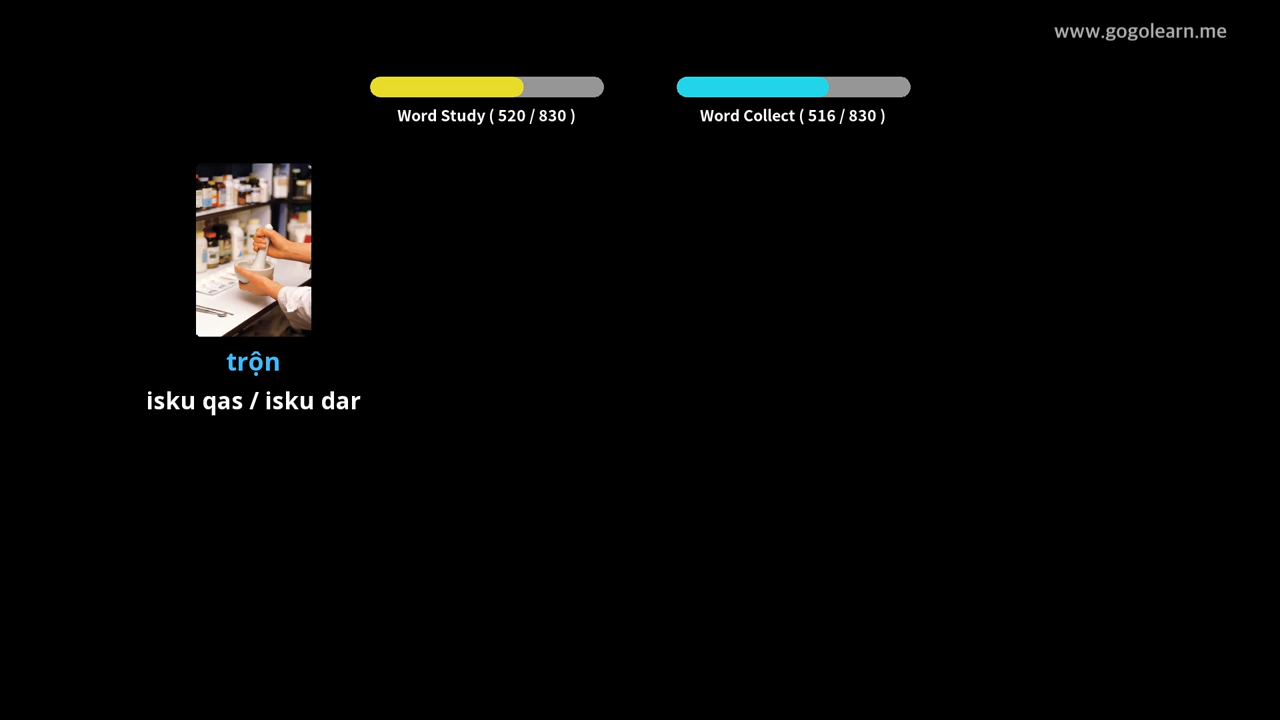 www.gogolearn.me
Word Study ( 520 / 830 )
Word Collect ( 516 / 830 )
trộn
isku qas / isku dar